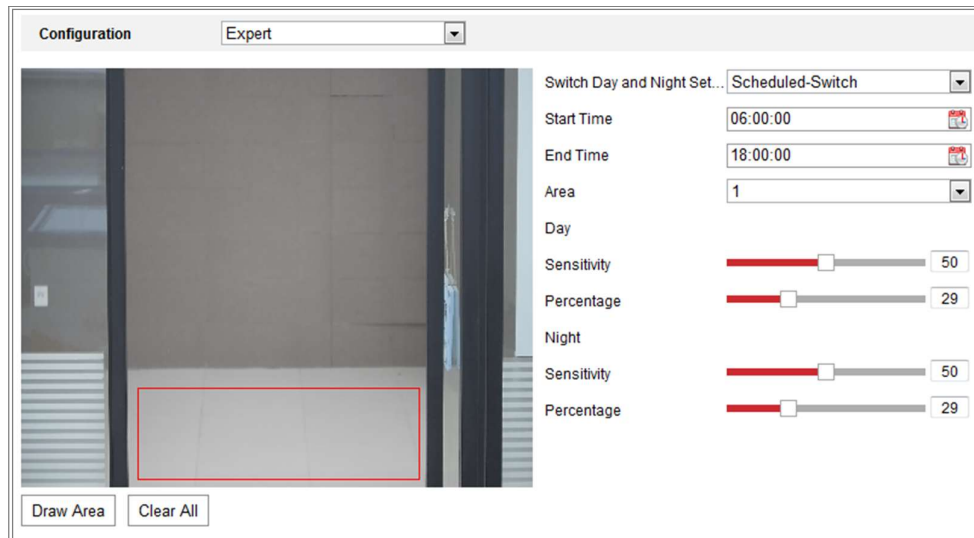 Configuration Expert
Switch Day and Night Set... Scheduled-Switch
Start Time 06:00:00
End Time 18:00:00
Area 1
Day
Sensitivity 50
Percentage 29
Night
Sensitivity 50
Percentage 29
Draw Area Clear All